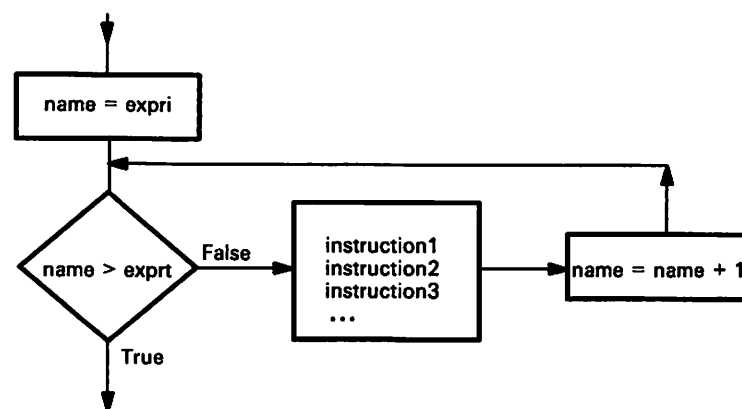 name = expri
name > exprt
False
True
instruction1
instruction2
instruction3
...
name = name + 1